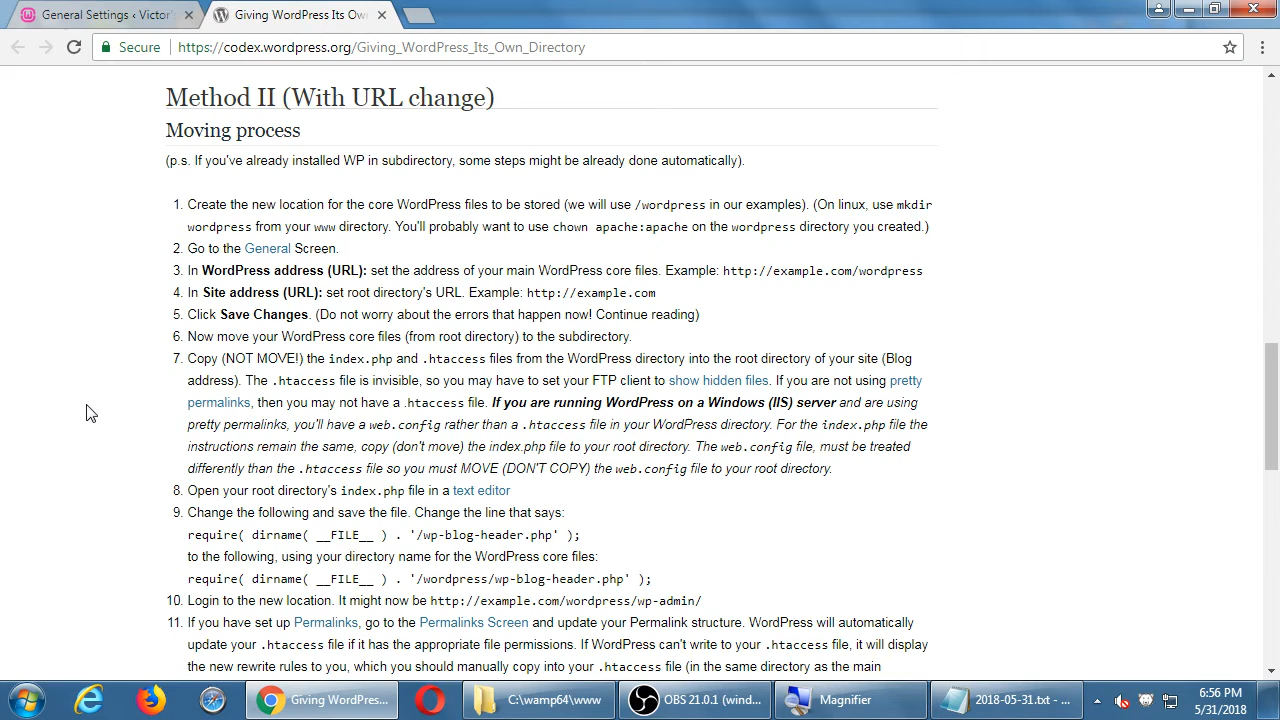 General Settings ‹ Victor's
Giving WordPress Its Own
Secure
https://codex.wordpress.org/Giving_WordPress_Its_Own_Directory
Method II (With URL change)
Moving process
(p.s. If you've already installed WP in subdirectory, some steps might be already done automatically).
1. Create the new location for the core WordPress files to be stored (we will use /wordpress in our examples). (On linux, use mkdir
wordpress from your www directory. You'll probably want to use chown apache:apache on the wordpress directory you created.)
2. Go to the General Screen.
3. In WordPress address (URL): set the address of your main WordPress core files. Example: http://example.com/wordpress
4. In Site address (URL): set root directory's URL. Example: http://example.com
5. Click Save Changes. (Do not worry about the errors that happen now! Continue reading)
6. Now move your WordPress core files (from root directory) to the subdirectory.
7. Copy (NOT MOVE!) the index.php and .htaccess files from the WordPress directory into the root directory of your site (Blog
address). The .htaccess file is invisible, so you may have to set your FTP client to show hidden files. If you are not using pretty
permalinks, then you may not have a .htaccess file. If you are running WordPress on a Windows (IIS) server and are using
pretty permalinks, you'll have a web.config rather than a .htaccess file in your WordPress directory. For the index.php file the
instructions remain the same, copy (don't move) the index.php file to your root directory. The web.config file, must be treated
differently than the .htaccess file so you must MOVE (DON'T COPY) the web.config file to your root directory.
8. Open your root directory's index.php file in a text editor
9. Change the following and save the file. Change the line that says:
require( dirname( __FILE__ ) . '/wp-blog-header.php' );
to the following, using your directory name for the WordPress core files:
require( dirname( __FILE__ ) . '/wordpress/wp-blog-header.php' );
10. Login to the new location. It might now be http://example.com/wordpress/wp-admin/
11. If you have set up Permalinks, go to the Permalinks Screen and update your Permalink structure. WordPress will automatically
update your .htaccess file if it has the appropriate file permissions. If WordPress can't write to your .htaccess file, it will display
the new rewrite rules to you, which you should manually copy into your .htaccess file (in the same directory as the main
Giving WordPres...
C:\wamp64\www
OBS 21.0.1 (wind...
Magnifier
2018-05-31.txt - ...
6:56 PM
5/31/2018